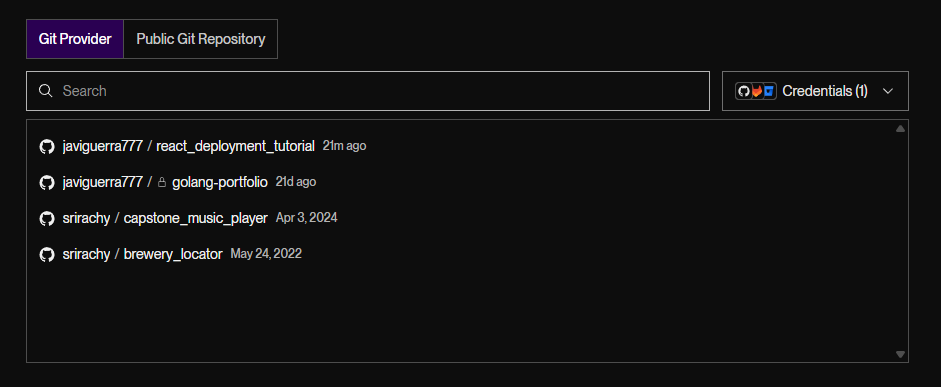 Git Provider Public Git Repository
Search Credentials (1)
javiguerra777 / react_deployment_tutorial 21m ago
javiguerra777 / golang-portfolio 21d ago
srirachy / capstone_music_player Apr 3, 2024
srirachy / brewery_locator May 24, 2022